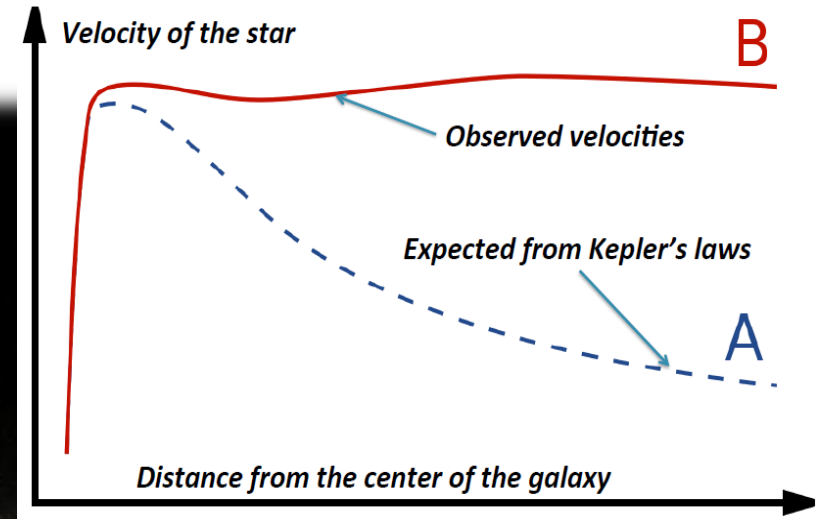 Velocity of the star
B
Observed velocities
Expected from Kepler’s laws
A
Distance from the center of the galaxy